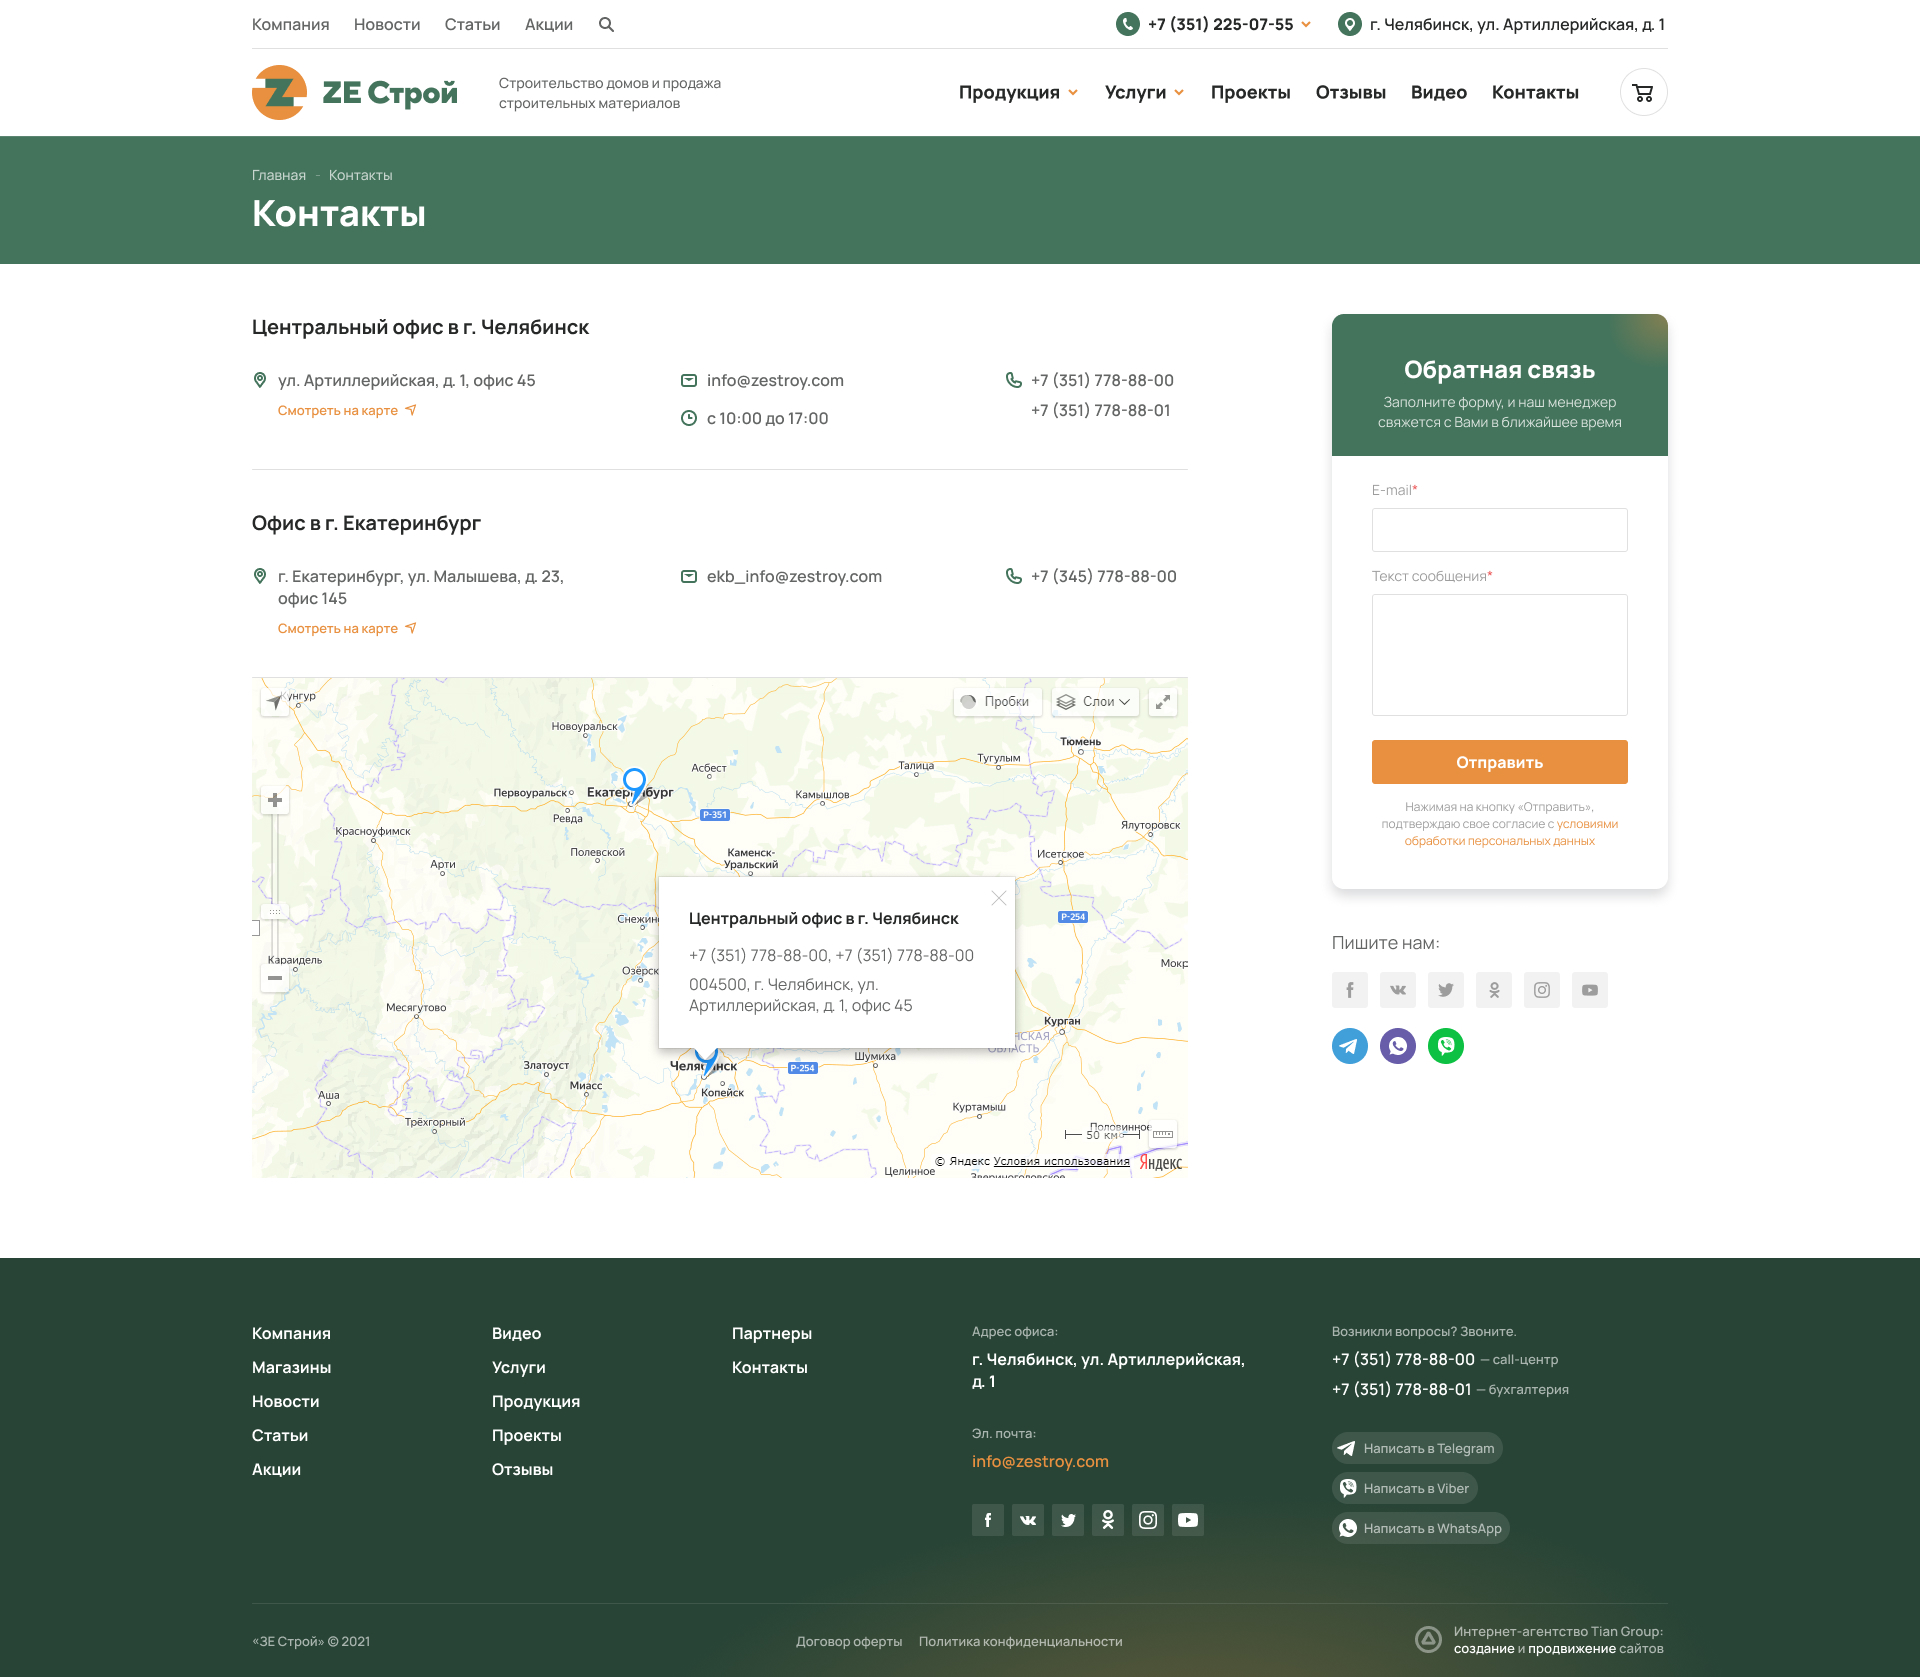 Компания Новости Статьи Акции
+7 (351) 225-07-55 г. Челябинск, ул. Артиллерийская, д. 1
ZE Строй
Строительство домов и продажа
строительных материалов
Продукция Услуги Проекты Отзывы Видео Контакты
Главная - Контакты
Контакты
Центральный офис в г. Челябинск
ул. Артиллерийская, д. 1, офис 45
Смотреть на карте
info@zestroy.com
с 10:00 до 17:00
+7 (351) 778-88-00
+7 (351) 778-88-01
Офис в г. Екатеринбург
г. Екатеринбург, ул. Малышева, д. 23,
офис 145
Смотреть на карте
ekb_info@zestroy.com
+7 (345) 778-88-00
Кунгур
Пробки Слои
Новоуральск
Тюмень
Тугулым
Талица
Асбест
Первоуральск
Екатеринбург
Камышлов
Р-351
Ревда
Ялуторовск
Красноуфимск
Полевской
Каменск-
Уральский
Исетское
Арти
Р-254
Караидель
Месягутово
Курган
Шумиха
Златоуст
Челябинск
Р-254
Миасс
Копейск
Аша
Куртамыш
Трёхгорный
Половинное
50 км
Целинное
Звериноголовское
© Яндекс Условия использования Яндекс
Центральный офис в г. Челябинск
+7 (351) 778-88-00, +7 (351) 778-88-00
004500, г. Челябинск, ул.
Артиллерийская, д. 1, офис 45
Обратная связь
Заполните форму, и наш менеджер
свяжется с Вами в ближайшее время
E-mail*
Текст сообщения*
Отправить
Нажимая на кнопку «Отправить»,
подтверждаю свое согласие с условиями
обработки персональных данных
Пишите нам:
Компания
Магазины
Новости
Статьи
Акции
Видео
Услуги
Продукция
Проекты
Отзывы
Партнеры
Контакты
Адрес офиса:
г. Челябинск, ул. Артиллерийская,
д. 1
Эл. почта:
info@zestroy.com
Возникли вопросы? Звоните.
+7 (351) 778-88-00 — call-центр
+7 (351) 778-88-01 — бухгалтерия
Написать в Telegram
Написать в Viber
Написать в WhatsApp
«ЗЕ Строй» © 2021
Договор оферты Политика конфиденциальности
Интернет-агентство Tian Group:
создание и продвижение сайтов